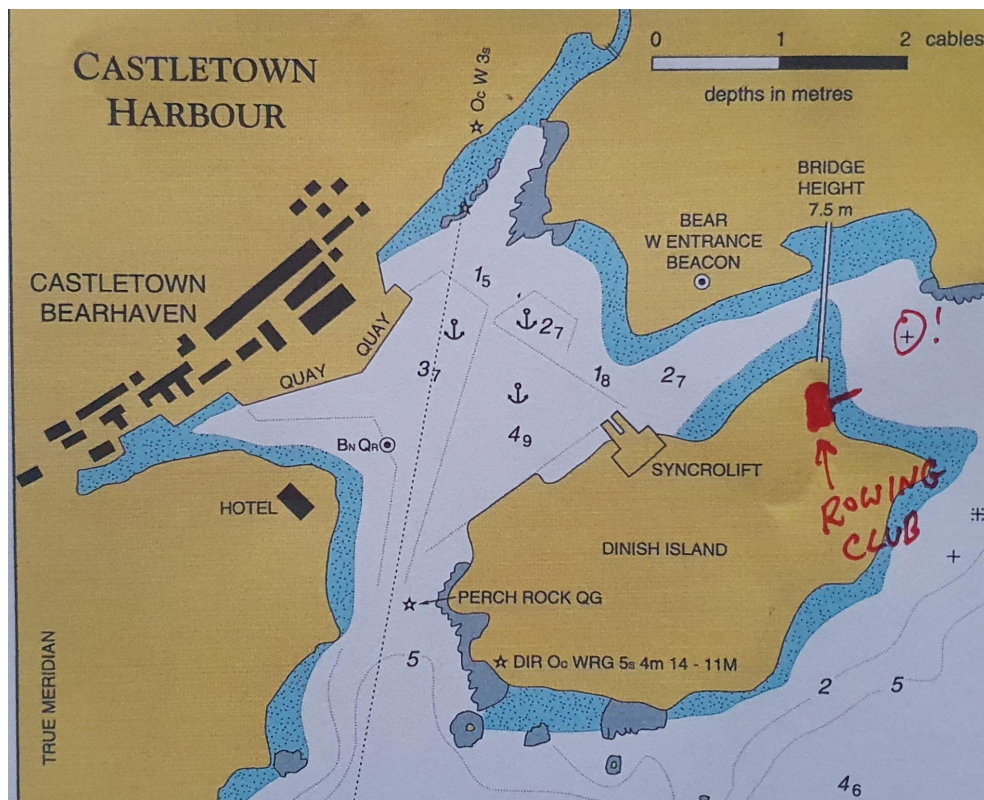 CASTLETOWN
HARBOUR
Oc W 3s
0 1 2 cables
depths in metres
BRIDGE
HEIGHT
7.5 m
BEAR
W ENTRANCE
BEACON
CASTLETOWN
BEARHAVEN
15
27
QUAY
QUAY
37
18
27
!
49
BN QR
SYNCROLIFT
HOTEL
ROWING
CLUB
DINISH ISLAND
PERCH ROCK QG
5
DIR Oc WRG 5s 4m 14 - 11M
TRUE MERIDIAN
2
5
46